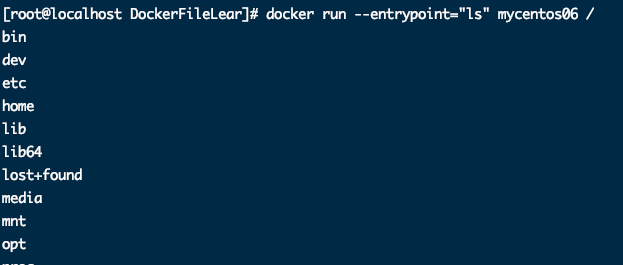 [root@localhost DockerFileLear]# docker run --entrypoint="ls" mycentos06 /
bin
dev
etc
home
lib
lib64
lost+found
media
mnt
opt